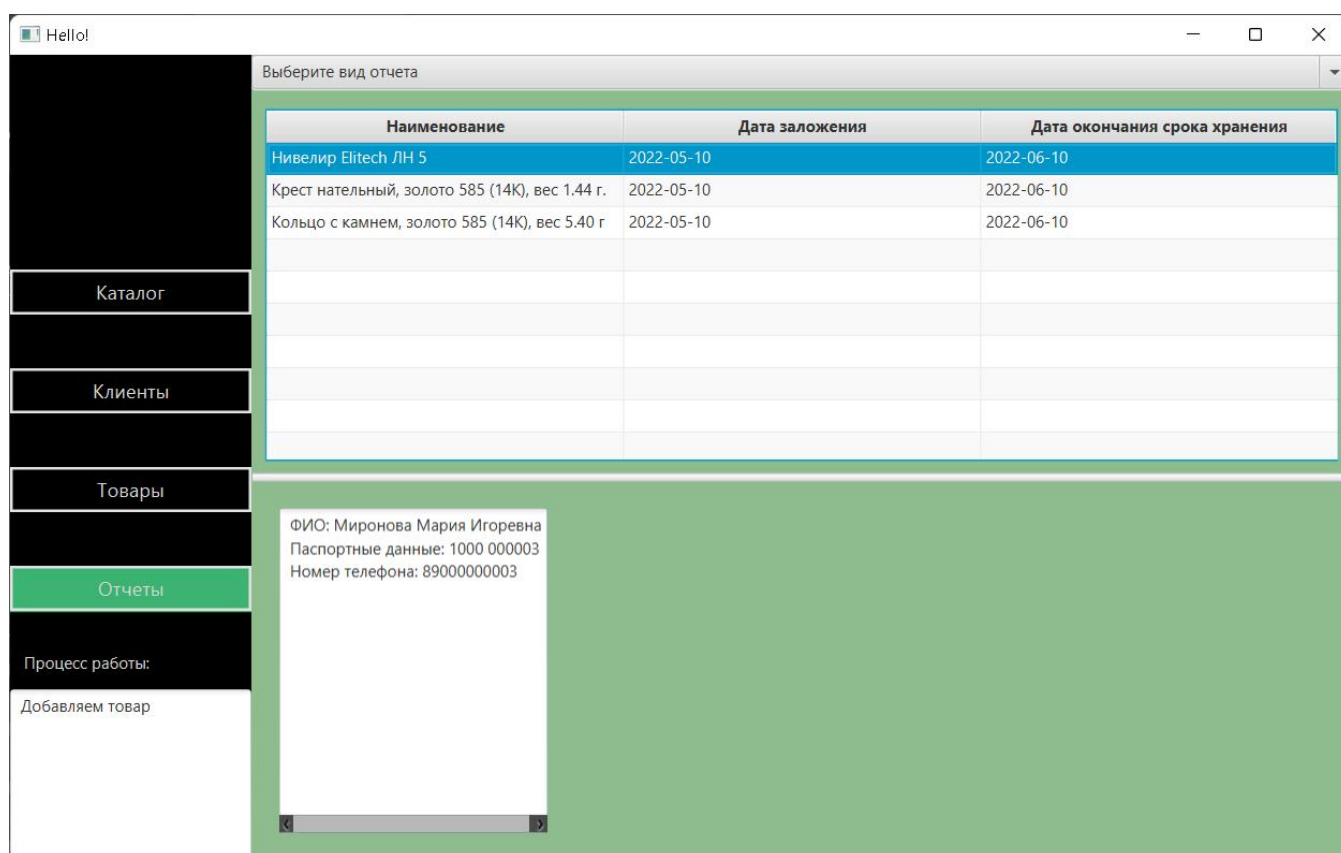 Hello!
Выберите вид отчета
Наименование Дата заложения Дата окончания срока хранения
Нивелир Elitech ЛН 5 2022-05-10 2022-06-10
Крест нательный, золото 585 (14К), вес 1.44 г. 2022-05-10 2022-06-10
Кольцо с камнем, золото 585 (14К), вес 5.40 г 2022-05-10 2022-06-10
Каталог
Клиенты
Товары
Отчеты
Процесс работы:
Добавляем товар
ФИО: Миронова Мария Игоревна
Паспортные данные: 1000 000003
Номер телефона: 89000000003